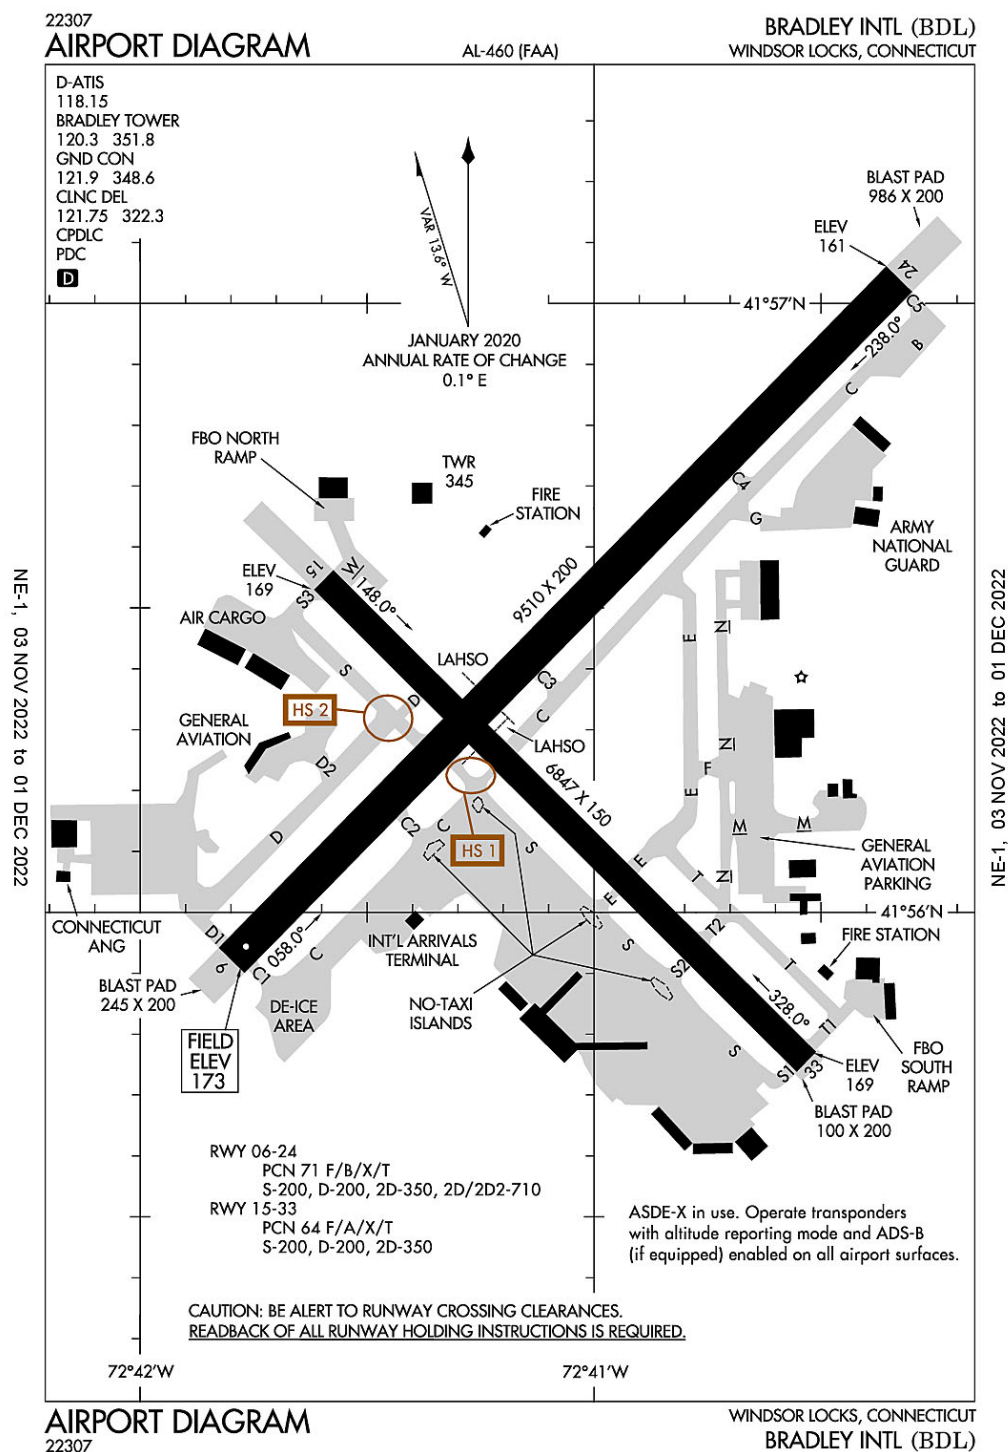 22307
AIRPORT DIAGRAM
AL-460 (FAA)
BRADLEY INTL (BDL)
WINDSOR LOCKS, CONNECTICUT
D-ATIS
118.15
BRADLEY TOWER
120.3 351.8
GND CON
121.9 348.6
CLNC DEL
121.75 322.3
CPDLC
PDC
D
VAR 13.6° W
JANUARY 2020
ANNUAL RATE OF CHANGE
0.1° E
BLAST PAD
986 X 200
ELEV
161
24
41°57'N
C5
238.0°
B
C
FBO NORTH
RAMP
TWR
345
FIRE
STATION
C4
G
ARMY
NATIONAL
GUARD
ELEV
169
15
W
148.0°
S3
9510 X 200
AIR CARGO
S
LAHSO
D
C3
C
E
N
HS 2
GENERAL
AVIATION
D2
LAHSO
N
F
6847 X 150
E
D
C2
C
HS 1
S
M
M
GENERAL
AVIATION
PARKING
E
T
N
CONNECTICUT
ANG
41°56'N
D1
6
058.0°
C1
C
INT'L ARRIVALS
TERMINAL
E
S
T2
S2
T
FIRE STATION
BLAST PAD
245 X 200
DE-ICE
AREA
NO-TAXI
ISLANDS
328.0°
T1
FIELD
ELEV
173
S
S1
33
ELEV
169
FBO
SOUTH
RAMP
BLAST PAD
100 X 200
RWY 06-24
PCN 71 F/B/X/T
S-200, D-200, 2D-350, 2D/2D2-710
RWY 15-33
PCN 64 F/A/X/T
S-200, D-200, 2D-350
ASDE-X in use. Operate transponders
with altitude reporting mode and ADS-B
(if equipped) enabled on all airport surfaces.
CAUTION: BE ALERT TO RUNWAY CROSSING CLEARANCES.
READBACK OF ALL RUNWAY HOLDING INSTRUCTIONS IS REQUIRED.
72°42'W
72°41'W
NE-1, 03 NOV 2022 to 01 DEC 2022
NE-1, 03 NOV 2022 to 01 DEC 2022
AIRPORT DIAGRAM
22307
WINDSOR LOCKS, CONNECTICUT
BRADLEY INTL (BDL)